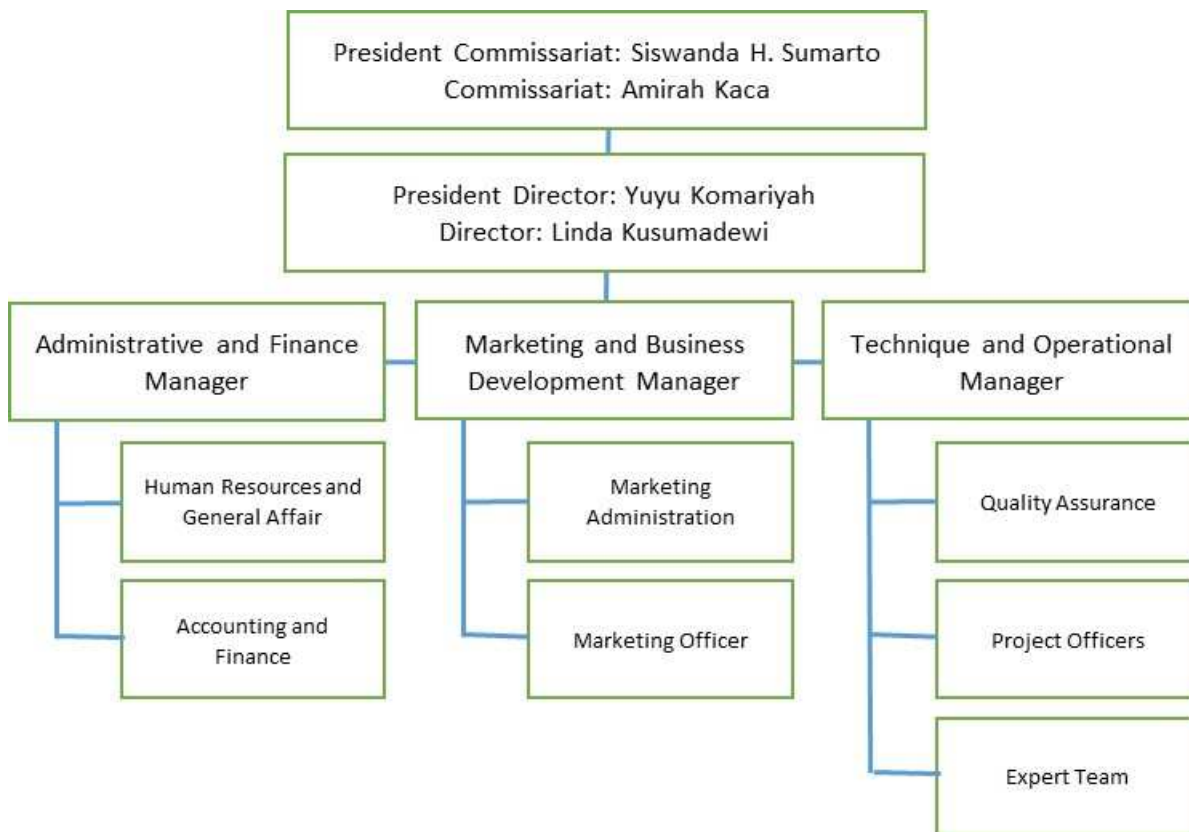 President Commissariat: Siswanda H. Sumarto
Commissariat: Amirah Kaca
President Director: Yuyu Komariyah
Director: Linda Kusumadewi
Administrative and Finance
Manager
Marketing and Business
Development Manager
Technique and Operational
Manager
Human Resources and
General Affair
Accounting and
Finance
Marketing
Administration
Marketing Officer
Quality Assurance
Project Officers
Expert Team